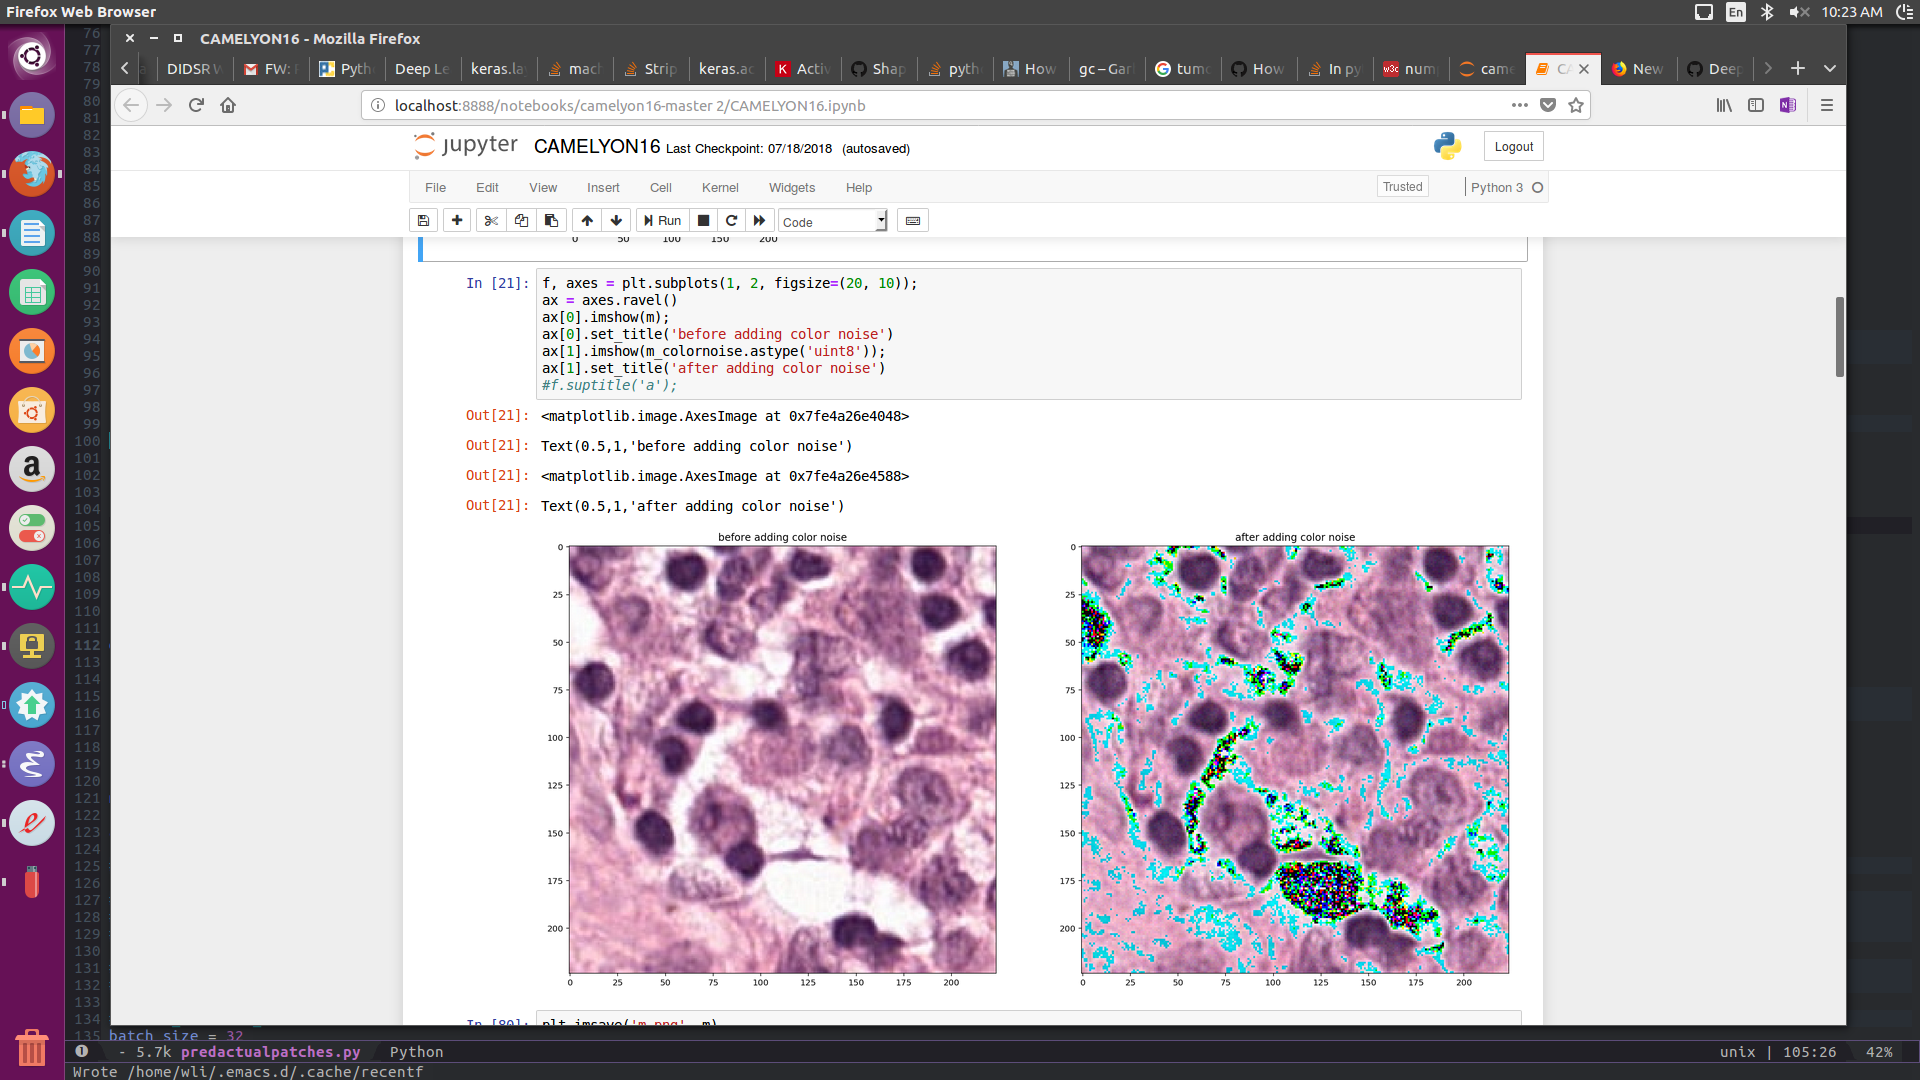 Firefox Web Browser
En
10:23 AM
CAMELYON16 - Mozilla Firefox
DIDSR
FW:
Pyth
Deep Le
keras.la
mach
Strip
keras.ac
Activ
Shap
pyth
How
gc – Gar
tumo
How
In py
num
came
CA
New
Deep
localhost:8888/notebooks/camelyon16-master 2/CAMELYON16.ipynb
jupyter CAMELYON16 Last Checkpoint: 07/18/2018 (autosaved)
Logout
File Edit View Insert Cell Kernel Widgets Help
Trusted
Python 3
Run
Code
0 50 100 150 200
In [21]:
f, axes = plt.subplots(1, 2, figsize=(20, 10));
ax = axes.ravel()
ax[0].imshow(m);
ax[0].set_title('before adding color noise')
ax[1].imshow(m_colornoise.astype('uint8'));
ax[1].set_title('after adding color noise')
#f.suptitle('a');
Out[21]: <matplotlib.image.AxesImage at 0x7fe4a26e4048>
Out[21]: Text(0.5,1,'before adding color noise')
Out[21]: <matplotlib.image.AxesImage at 0x7fe4a26e4588>
Out[21]: Text(0.5,1,'after adding color noise')
before adding color noise
0
25
50
75
100
125
150
175
200
0 25 50 75 100 125 150 175 200
after adding color noise
0
25
50
75
100
125
150
175
200
0 25 50 75 100 125 150 175 200
In [80]: plt.imsave('m.png', m)
76
77
78
79
80
81
82
83
84
85
86
87
88
89
90
91
92
93
94
95
96
97
98
99
100
101
102
103
104
105
106
107
108
109
110
111
112
113
114
115
116
117
118
119
120
121
122
123
124
125
126
127
128
129
130
131
132
133
134
135 batch_size = 32
- 5.7k predactualpatches.py Python
unix | 105:26 42%
Wrote /home/wli/.emacs.d/.cache/recentf